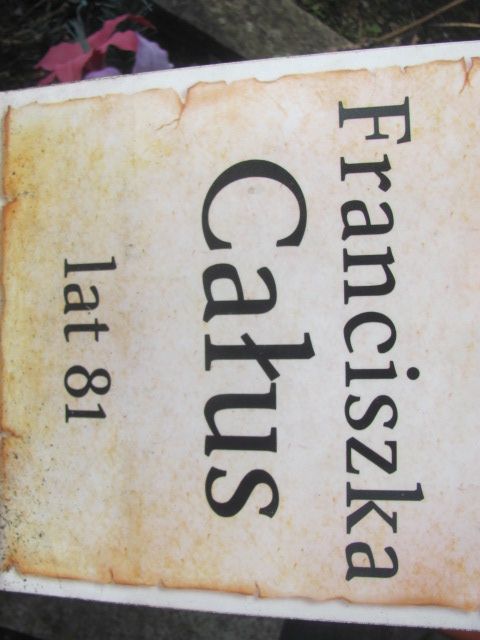 Franciszka
Całus
lat 81